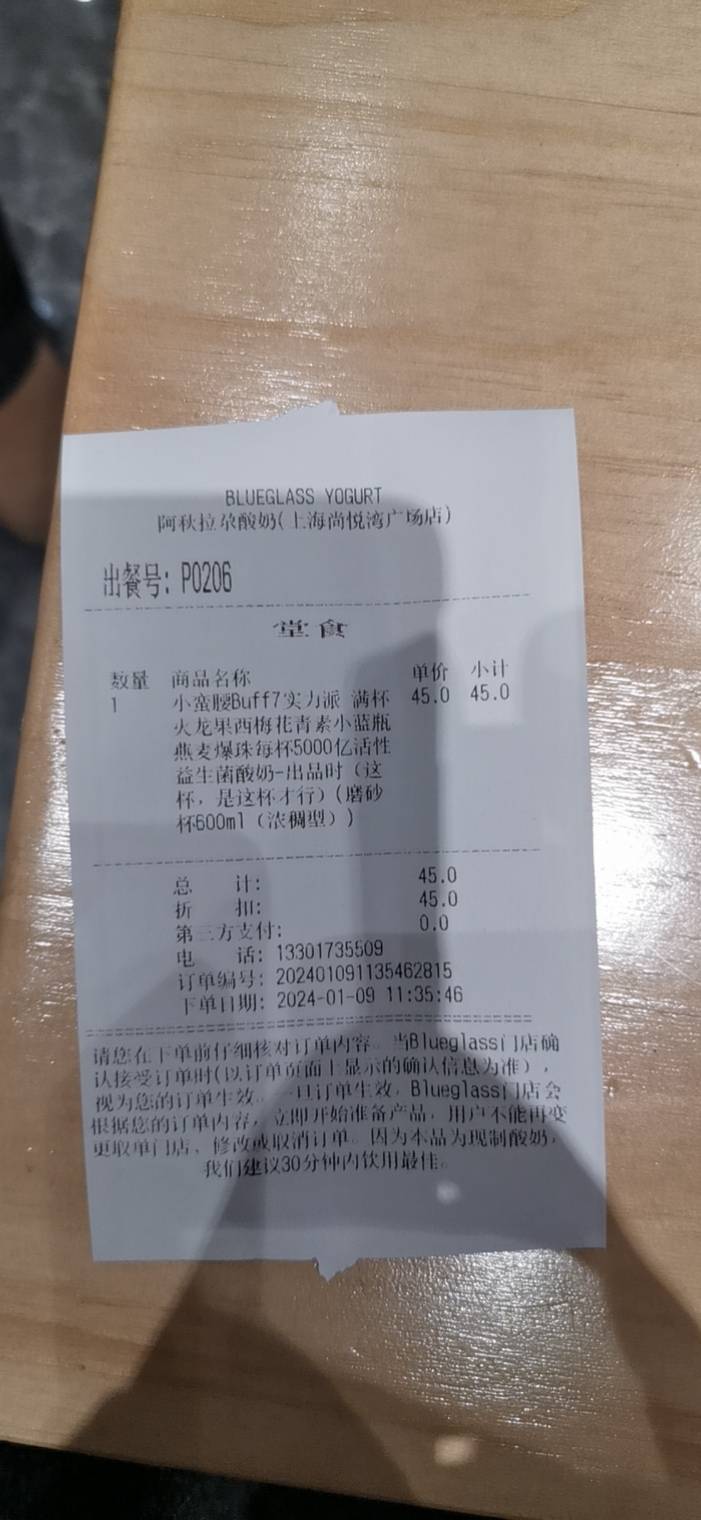 BLUEGLASS YOGURT
阿秋拉尕酸奶(上海尚悦湾广场店)
出餐号: P0206
堂食
数量 商品名称 单价 小计
1 小蛮腰Buff7实力派 满杯 45.0 45.0
火龙果西梅花青素小蓝瓶
燕麦爆珠每杯5000亿活性
益生菌酸奶-出品时（这
杯，是这杯才行）(磨砂
杯600ml（浓稠型）)
总 计: 45.0
折 扣: 45.0
第三方支付: 0.0
电 话: 13301735509
订单编号: 202401091135462815
下单日期: 2024-01-09 11:35:46
请您在下单前仔细核对订单内容。当Blueglass门店确
认接受订单时(以订单页面上显示的确认信息为准)，
视为您的订单生效。一旦订单生效，Blueglass门店会
根据您的订单内容，立即开始准备产品，用户不能再变
更取单门店、修改或取消订单。因为本品为现制酸奶，
我们建议30分钟内饮用最佳。